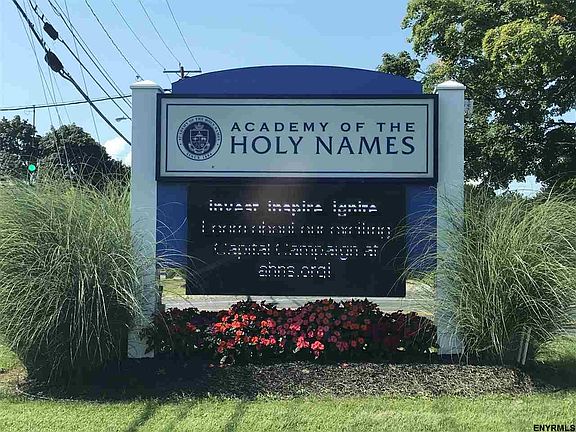 ACADEMY OF THE
HOLY NAMES
Invest Inspire Ignite
Learn about our exciting
Capital Campaign at
ahns.org!
ENYRMLS